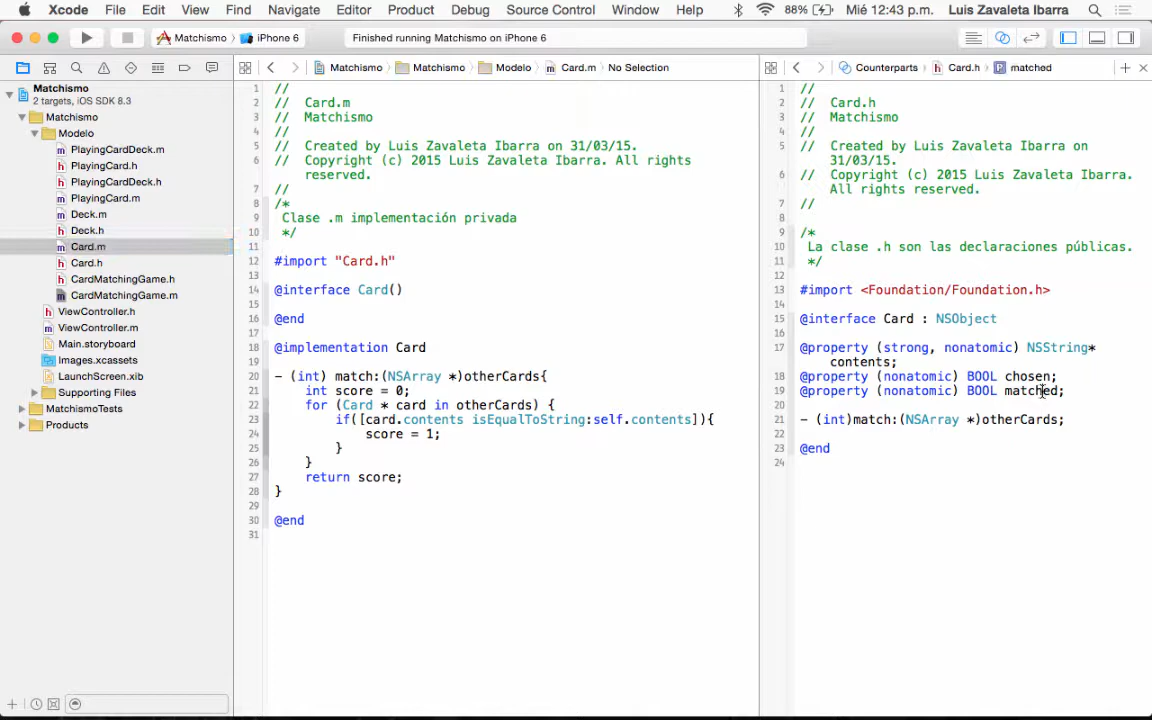 Xcode File Edit View Find Navigate Editor Product Debug Source Control Window Help 88% Mié 12:43 p.m. Luis Zavaleta Ibarra
Matchismo iPhone 6 Finished running Matchismo on iPhone 6
Matchismo Matchismo Modelo Card.m No Selection
Counterparts Card.h matched
Matchismo
2 targets, iOS SDK 8.3
Matchismo
Modelo
PlayingCardDeck.m
PlayingCard.h
PlayingCardDeck.h
PlayingCard.m
Deck.m
Deck.h
Card.m
Card.h
CardMatchingGame.h
CardMatchingGame.m
ViewController.h
ViewController.m
Main.storyboard
Images.xcassets
LaunchScreen.xib
Supporting Files
MatchismoTests
Products
1 //
2 // Card.m
3 // Matchismo
4 //
5 // Created by Luis Zavaleta Ibarra on 31/03/15.
6 // Copyright (c) 2015 Luis Zavaleta Ibarra. All rights
reserved.
7 //
8 /*
9 Clase .m implementación privada
10 */
11
12 #import "Card.h"
13
14 @interface Card()
15
16 @end
17
18 @implementation Card
19
20 - (int) match:(NSArray *)otherCards{
21 int score = 0;
22 for (Card * card in otherCards) {
23 if([card.contents isEqualToString:self.contents]){
24 score = 1;
25 }
26 }
27 return score;
28 }
29
30 @end
31
1 //
2 // Card.h
3 // Matchismo
4 //
5 // Created by Luis Zavaleta Ibarra on
31/03/15.
6 // Copyright (c) 2015 Luis Zavaleta Ibarra.
All rights reserved.
7 //
8
9 /*
10 La clase .h son las declaraciones públicas.
11 */
12
13 #import <Foundation/Foundation.h>
14
15 @interface Card : NSObject
16
17 @property (strong, nonatomic) NSString*
contents;
18 @property (nonatomic) BOOL chosen;
19 @property (nonatomic) BOOL matched;
20
21 - (int)match:(NSArray *)otherCards;
22
23 @end
24